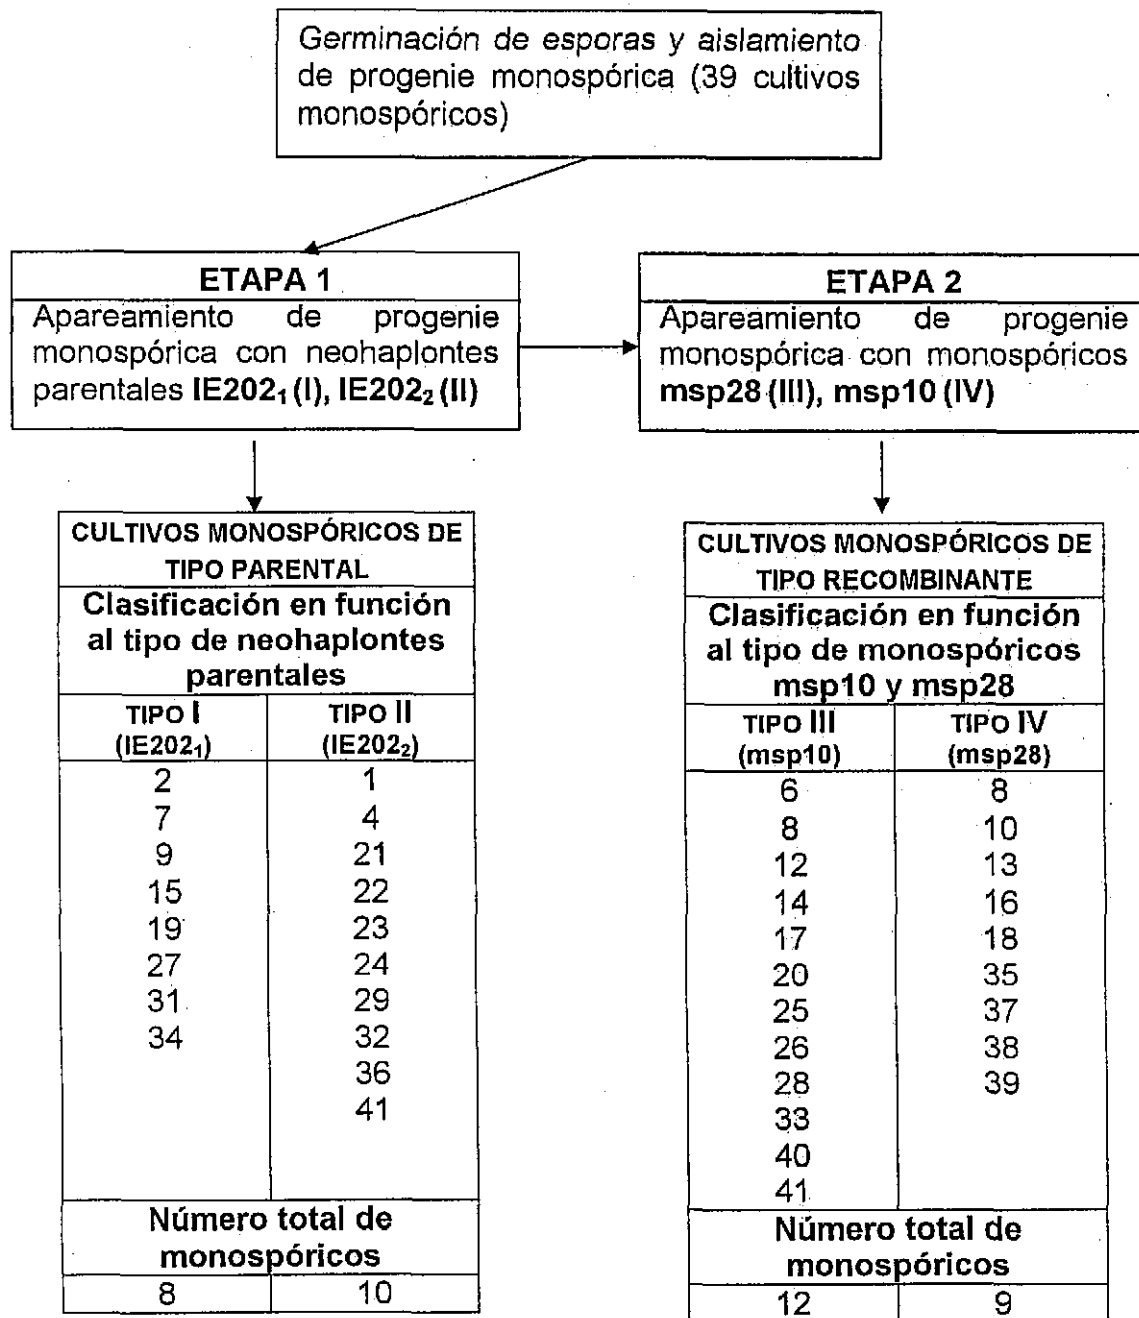 Germinación de esporas y aislamiento
de progenie monospórica (39 cultivos
monospóricos)
ETAPA 1
Apareamiento de progenie
monospórica con neohaplontes
parentales IE202₁ (I), IE202₂ (II)
ETAPA 2
Apareamiento de progenie
monospórica con monospóricos
msp28 (III), msp10 (IV)
CULTIVOS MONOSPÓRICOS DE
TIPO PARENTAL
Clasificación en función
al tipo de neohaplontes
parentales
TIPO I TIPO II
(IE202₁) (IE202₂)
2 1
7 4
9 21
15 22
19 23
27 24
31 29
34 32
36
41
Número total de
monospóricos
8 10
CULTIVOS MONOSPÓRICOS DE
TIPO RECOMBINANTE
Clasificación en función
al tipo de monospóricos
msp10 y msp28
TIPO III TIPO IV
(msp10) (msp28)
6 8
8 10
12 13
14 16
17 18
20 35
25 37
26 38
28 39
33
40
41
Número total de
monospóricos
12 9